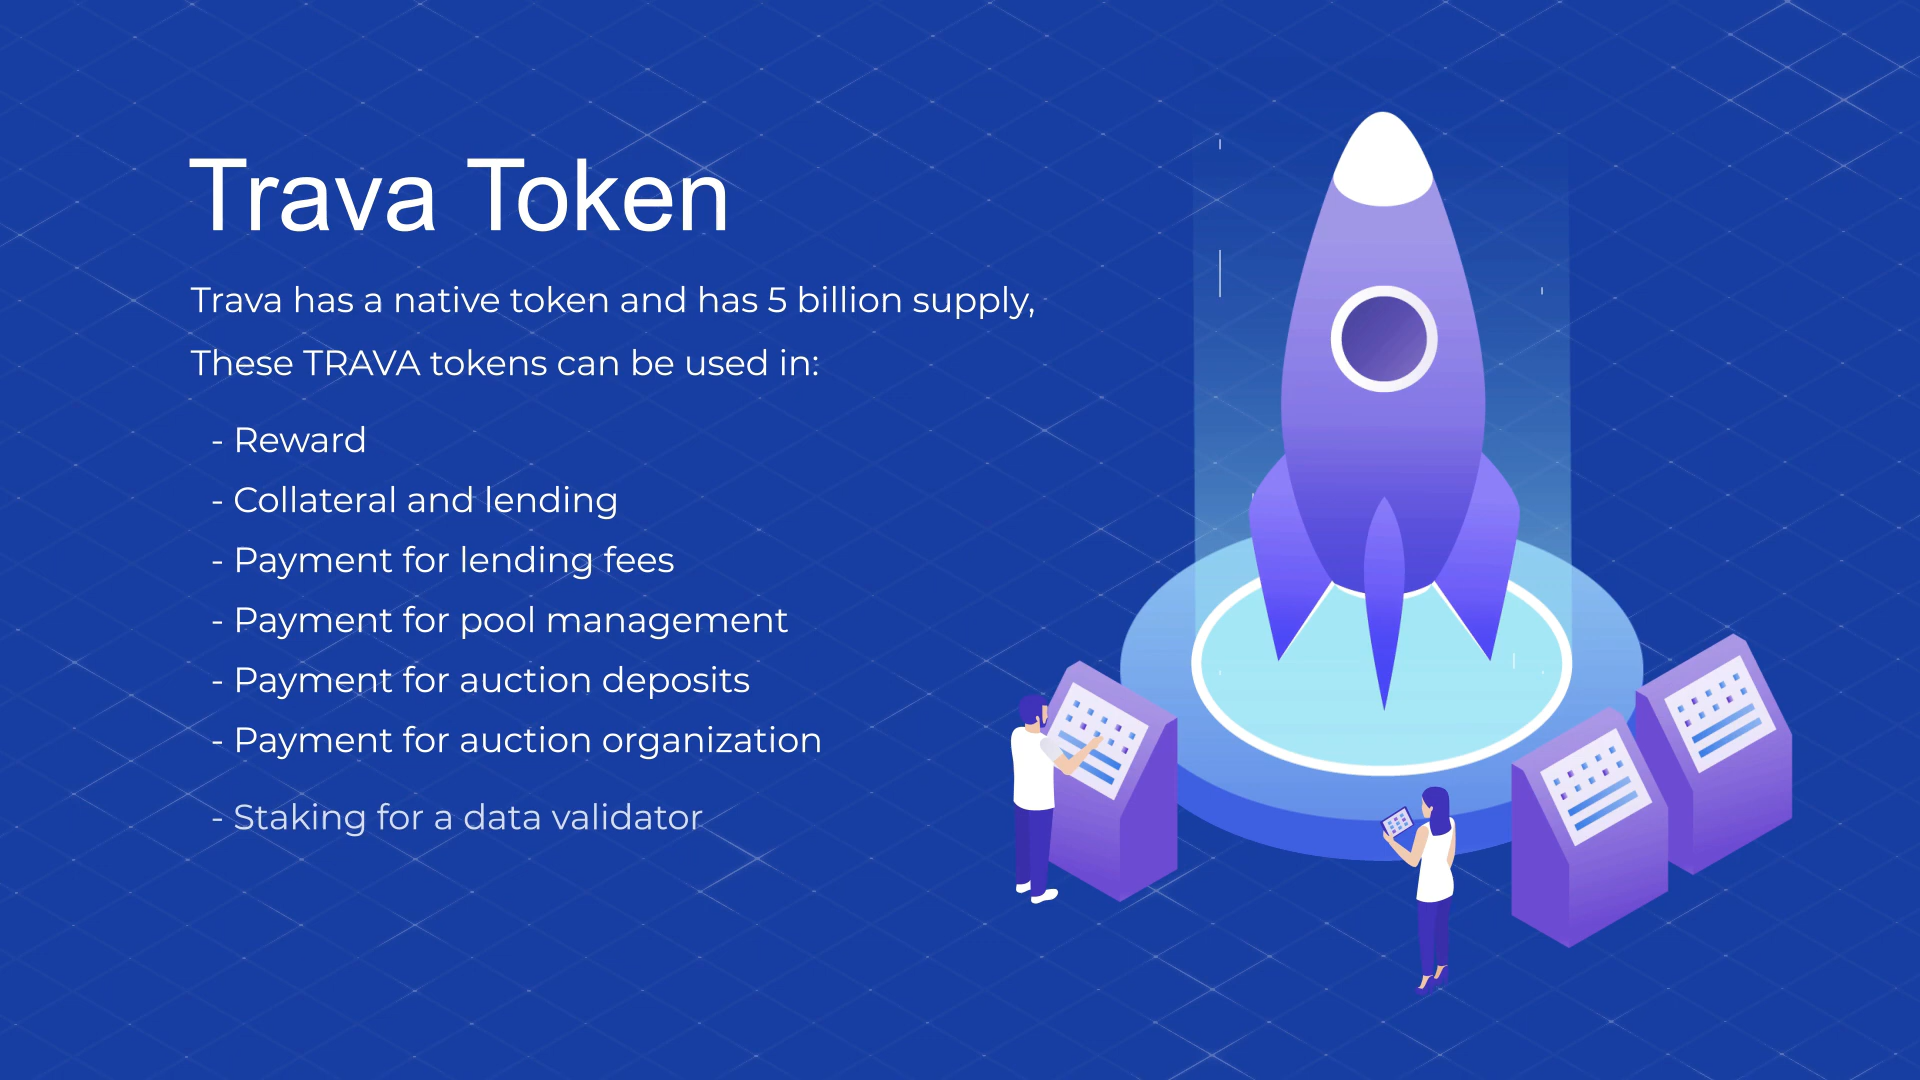 Trava Token
Trava has a native token and has 5 billion supply,
These TRAVA tokens can be used in:
- Reward
- Collateral and lending
- Payment for lending fees
- Payment for pool management
- Payment for auction deposits
- Payment for auction organization
- Staking for a data validator